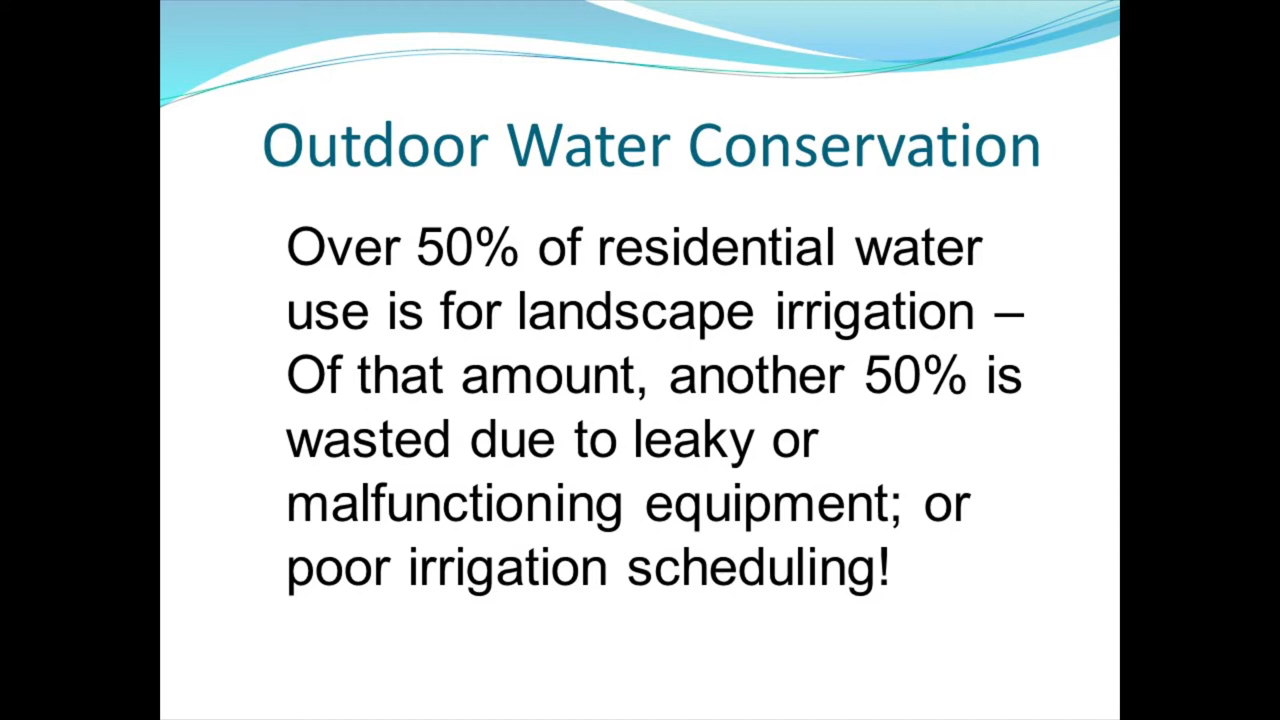 Outdoor Water Conservation
Over 50% of residential water
use is for landscape irrigation –
Of that amount, another 50% is
wasted due to leaky or
malfunctioning equipment; or
poor irrigation scheduling!